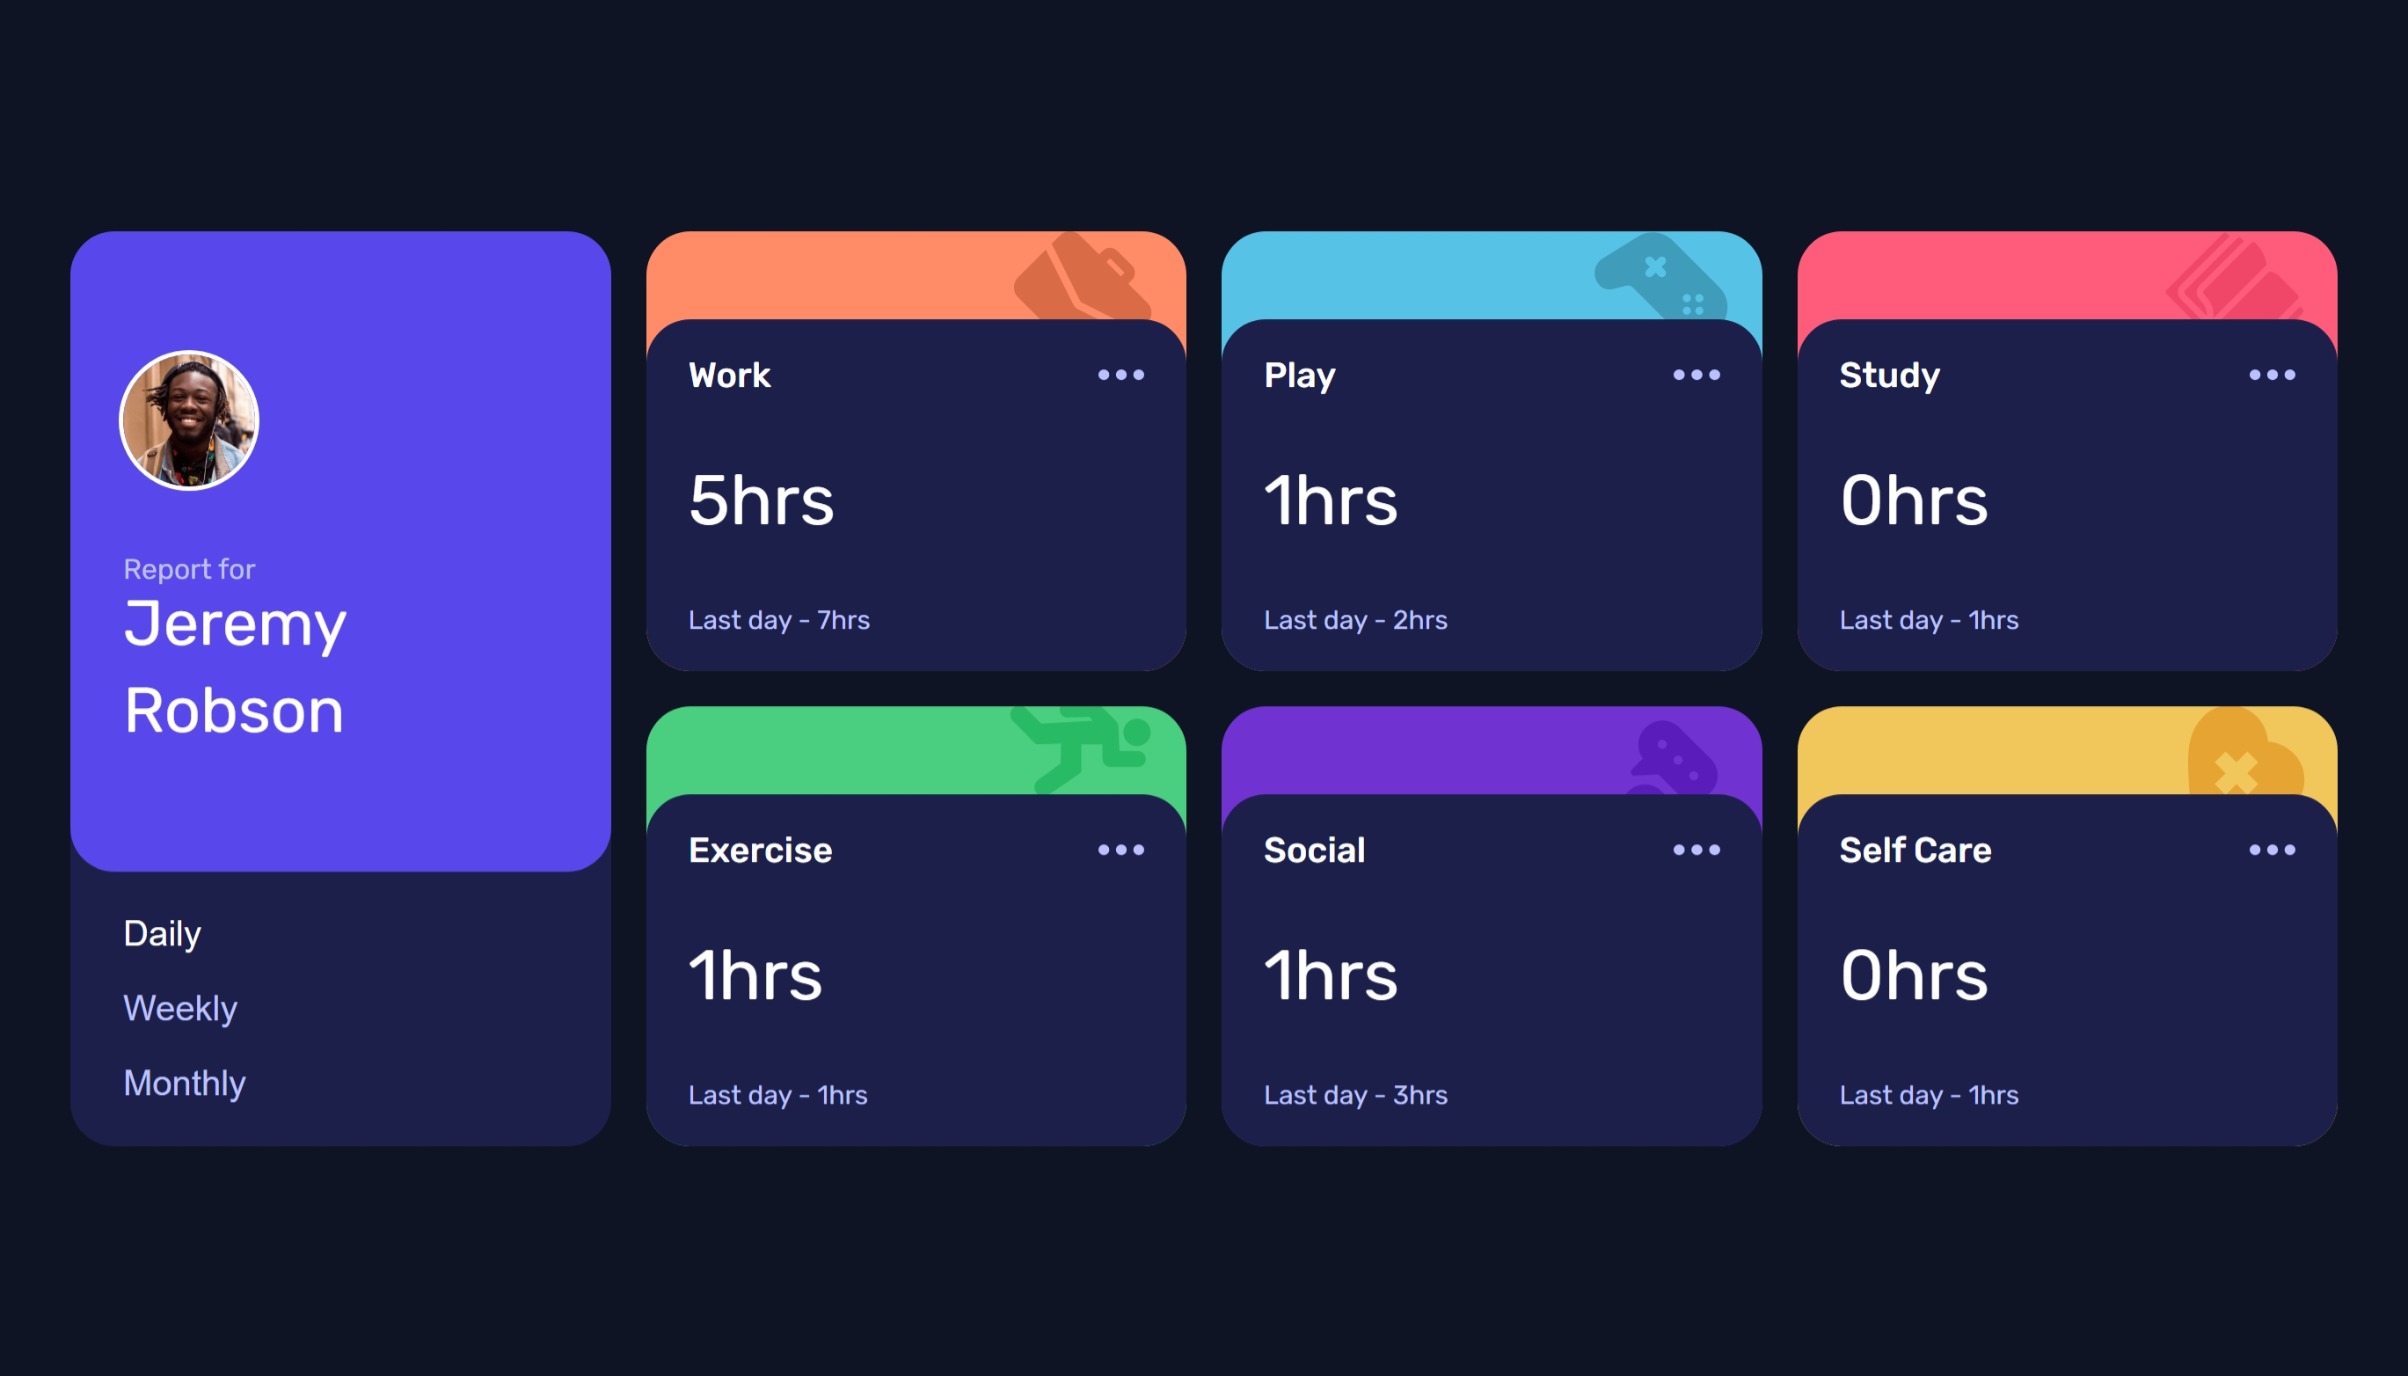 Report for
Jeremy
Robson
Daily
Weekly
Monthly
Work
5hrs
Last day - 7hrs
Play
1hrs
Last day - 2hrs
Study
0hrs
Last day - 1hrs
Exercise
1hrs
Last day - 1hrs
Social
1hrs
Last day - 3hrs
Self Care
0hrs
Last day - 1hrs